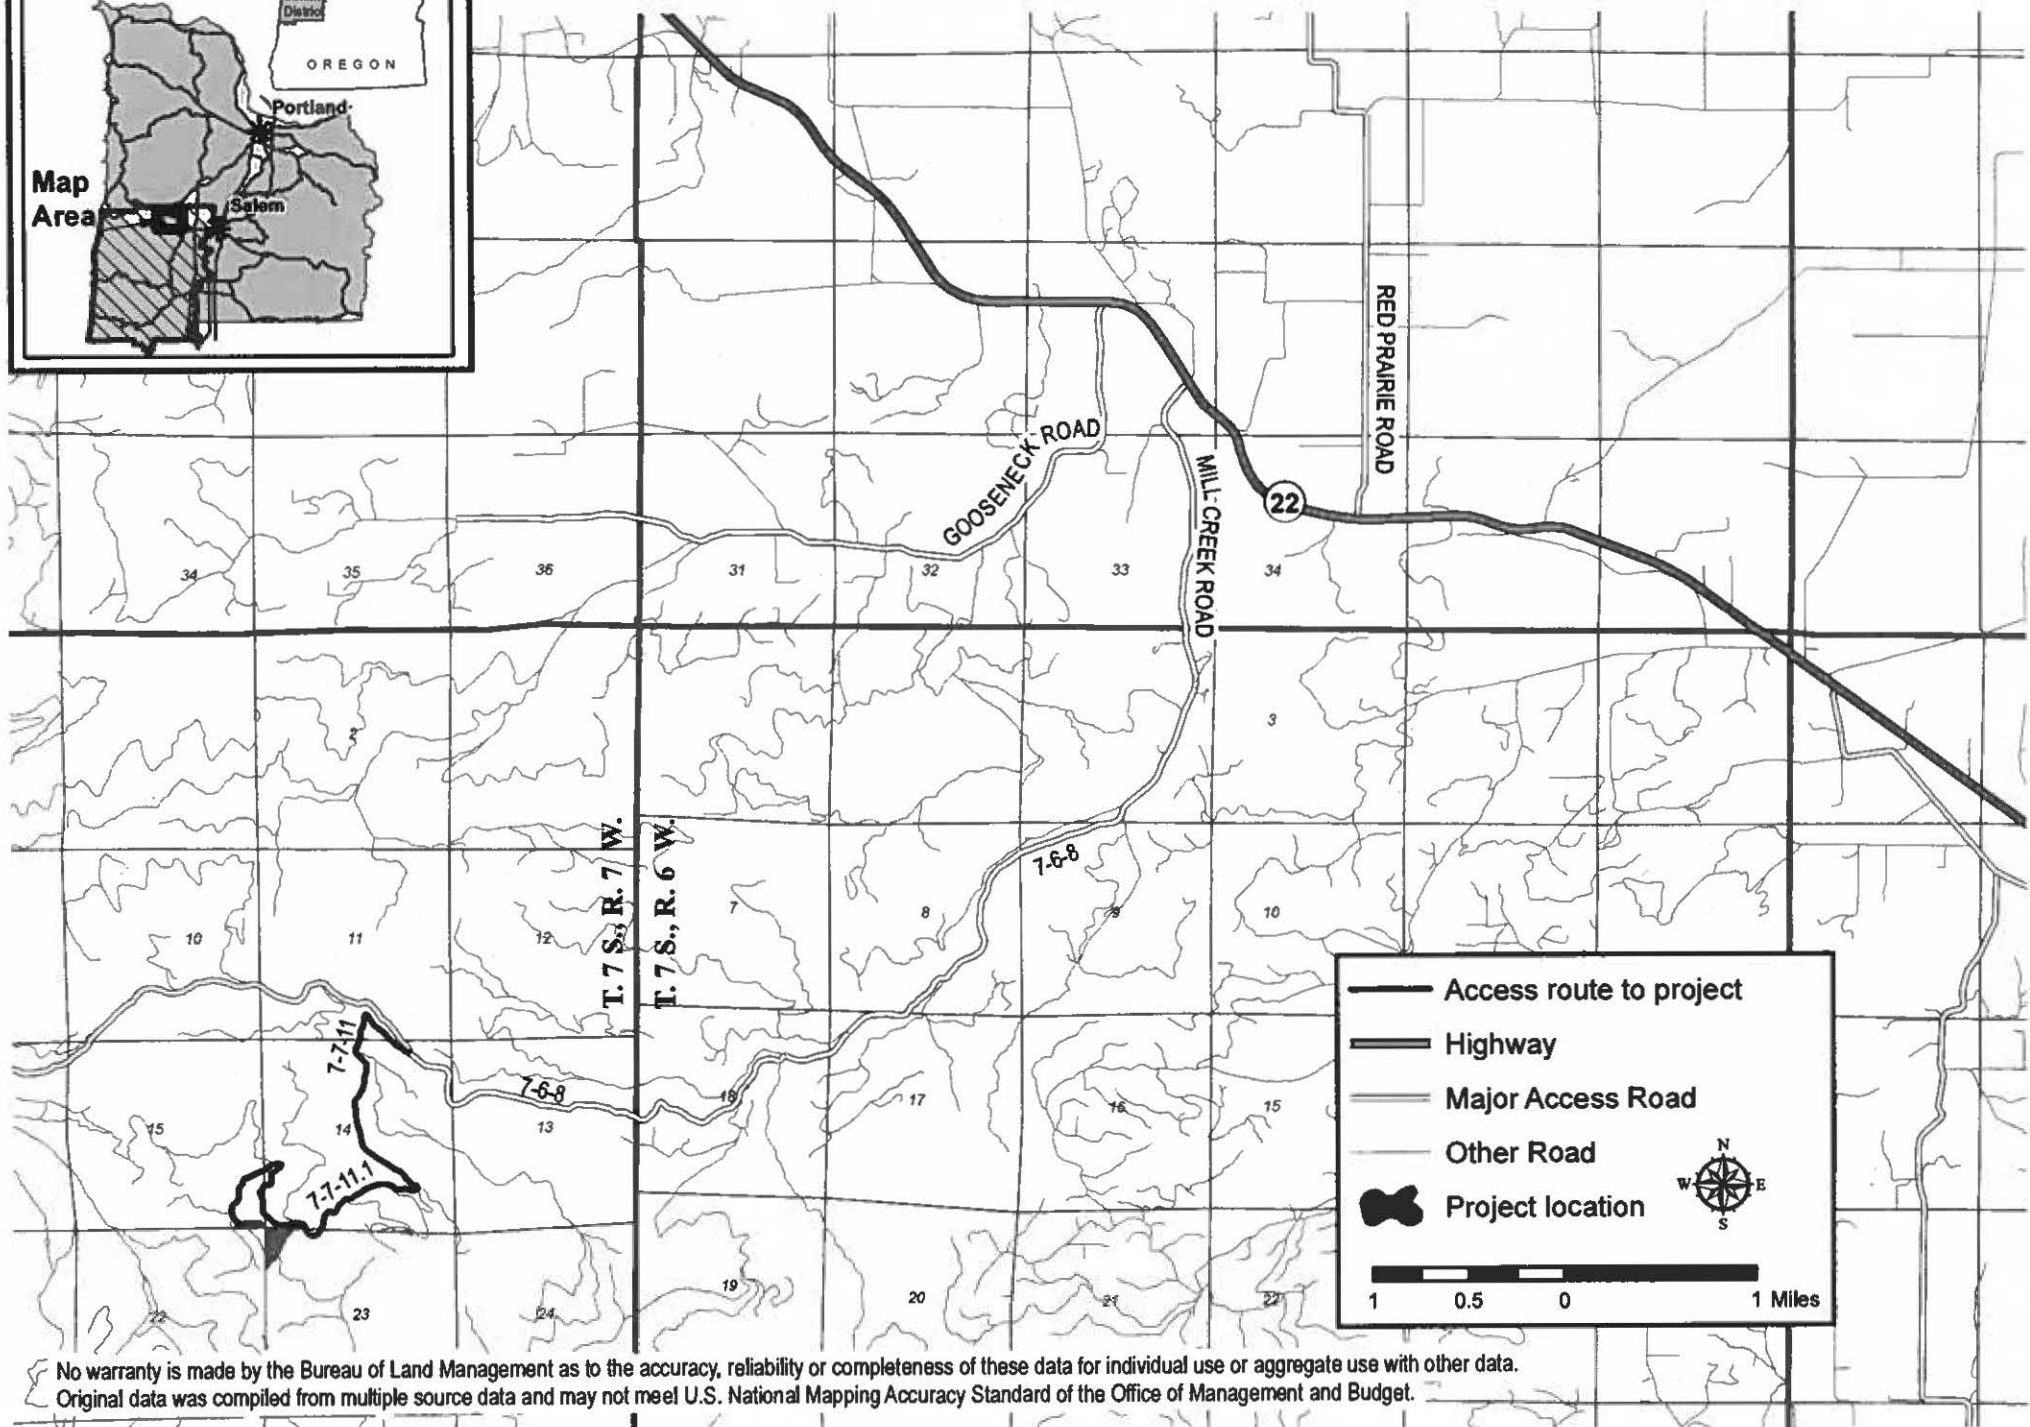 District
OREGON
Portland
Map
Area
Salem
RED PRAIRIE ROAD
GOOSENECK ROAD
MILL CREEK ROAD
22
34
35
36
31
32
33
34
2
3
T. 7 S., R. 7 W.
T. 7 S., R. 6 W.
7-6-8
10
11
12
7
8
9
10
7-7-11
7-6-8
15
14
13
18
17
16
15
7-7-11.1
22
23
24
19
20
21
22
Access route to project
Highway
Major Access Road
Other Road
Project location
N
W E
S
1 0.5 0 1 Miles
No warranty is made by the Bureau of Land Management as to the accuracy, reliability or completeness of these data for individual use or aggregate use with other data.
Original data was compiled from multiple source data and may not meet U.S. National Mapping Accuracy Standard of the Office of Management and Budget.